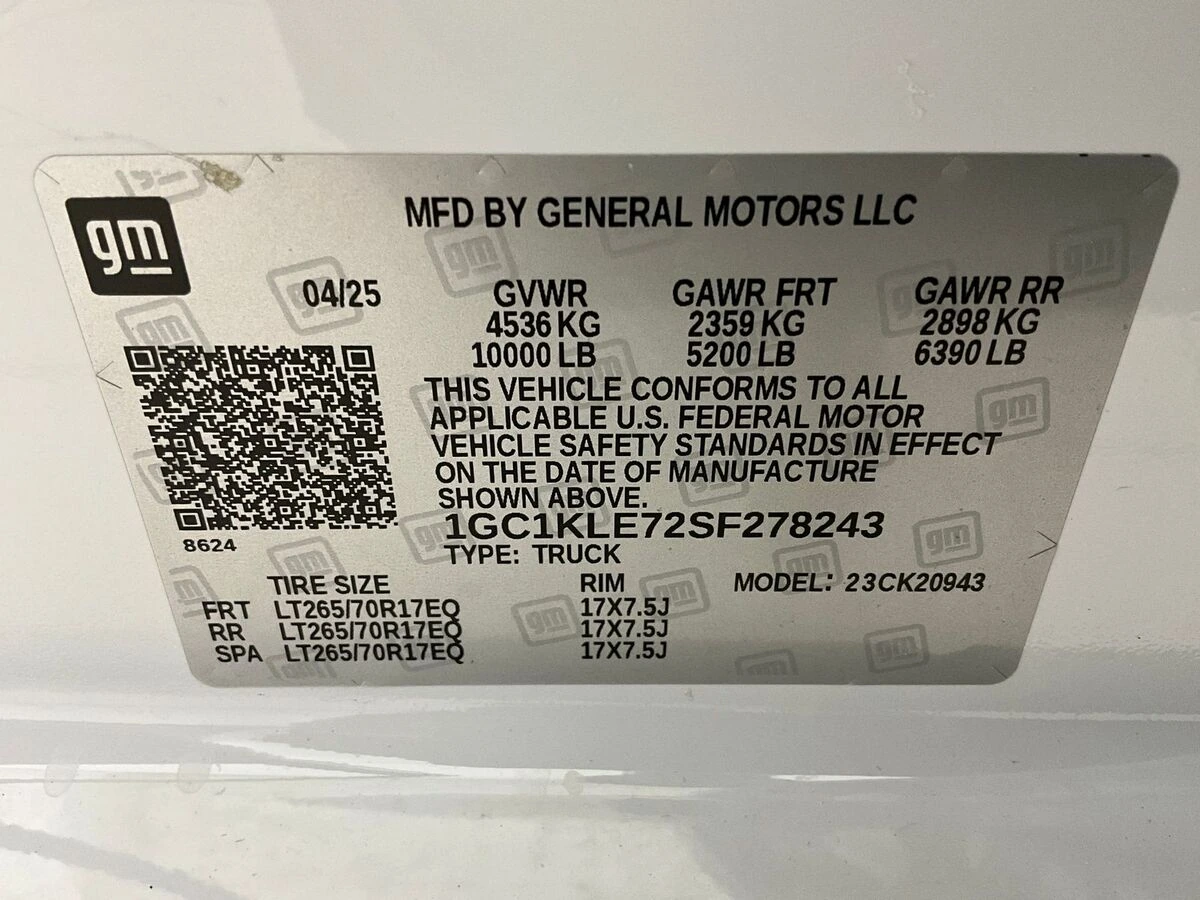 gm
MFD BY GENERAL MOTORS LLC
04/25 GVWR GAWR FRT GAWR RR
4536 KG 2359 KG 2898 KG
10000 LB 5200 LB 6390 LB
THIS VEHICLE CONFORMS TO ALL
APPLICABLE U.S. FEDERAL MOTOR
VEHICLE SAFETY STANDARDS IN EFFECT
ON THE DATE OF MANUFACTURE
SHOWN ABOVE.
1GC1KLE72SF278243
8624
TYPE: TRUCK
TIRE SIZE RIM MODEL: 23CK20943
FRT LT265/70R17EQ 17X7.5J
RR LT265/70R17EQ 17X7.5J
SPA LT265/70R17EQ 17X7.5J